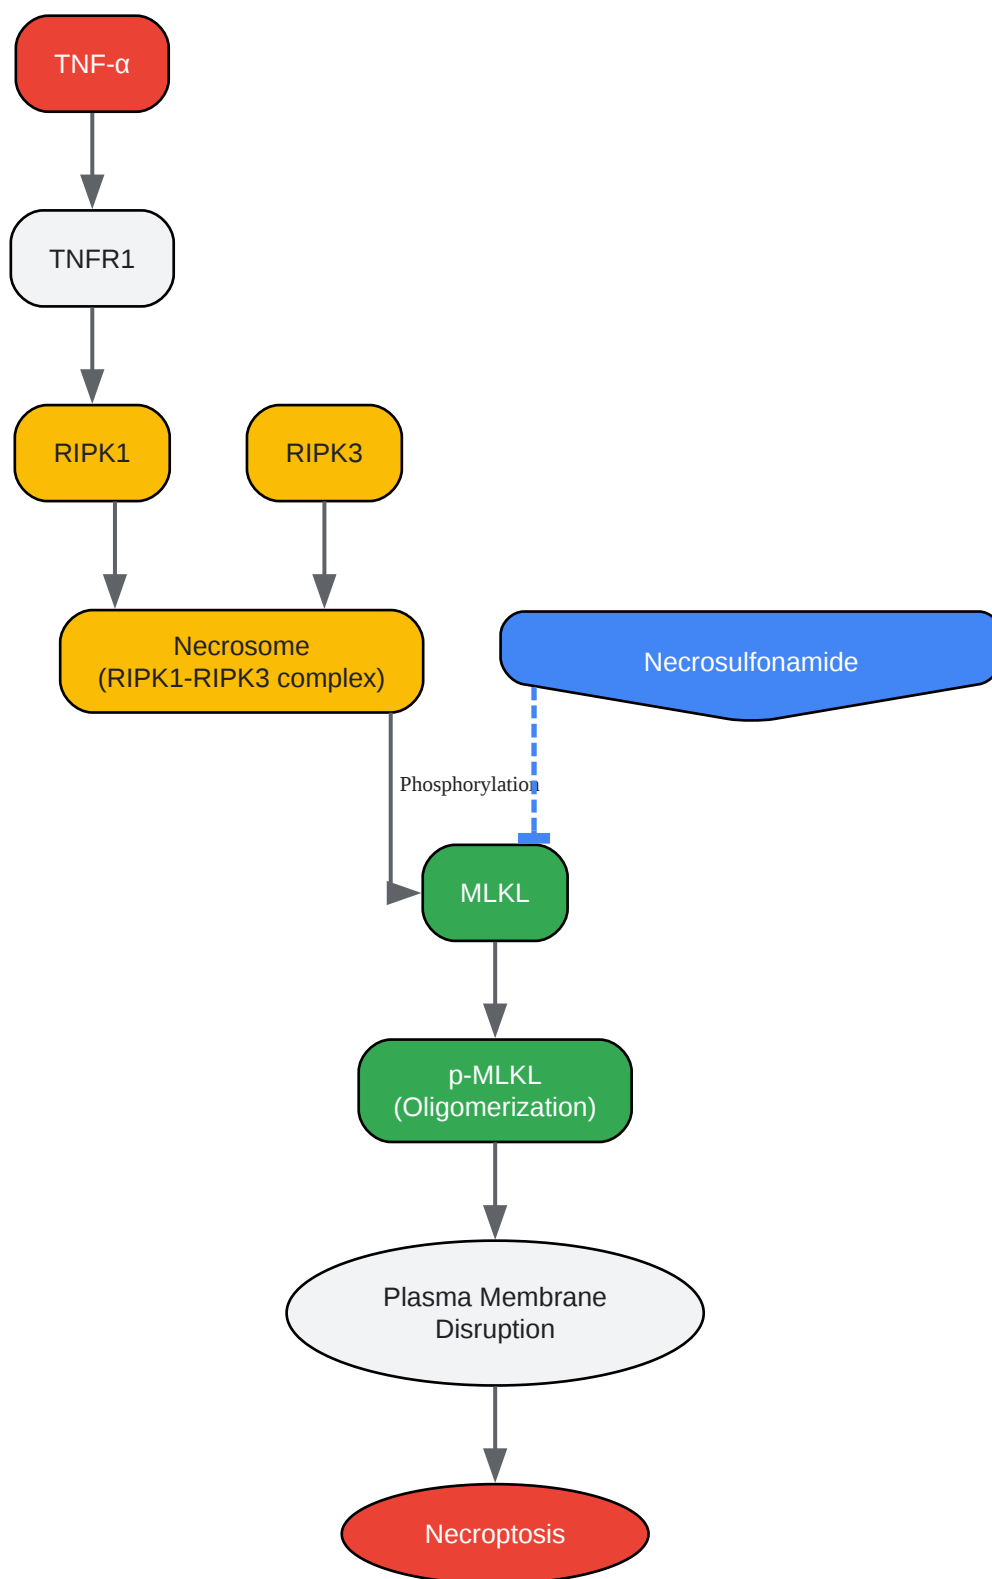 TNF-α
TNFR1
RIPK1
RIPK3
Necrosome
(RIPK1-RIPK3 complex)
Necrosulfonamide
Phosphorylation
MLKL
p-MLKL
(Oligomerization)
Plasma Membrane
Disruption
Necroptosis